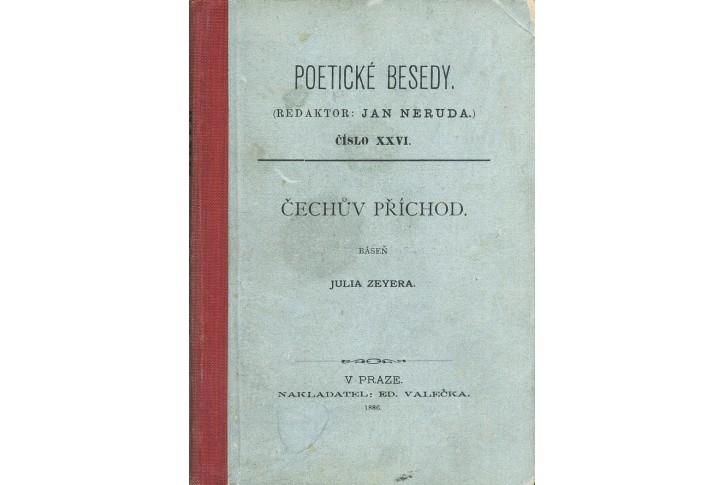 POETICKÉ BESEDY.
(REDAKTOR: JAN NERUDA.)
ČÍSLO XXVI.
ČECHŮV PŘÍCHOD.
BÁSEŇ
JULIA ZEYERA.
V PRAZE.
NAKLADATEL: ED. VALEČKA.
1886.